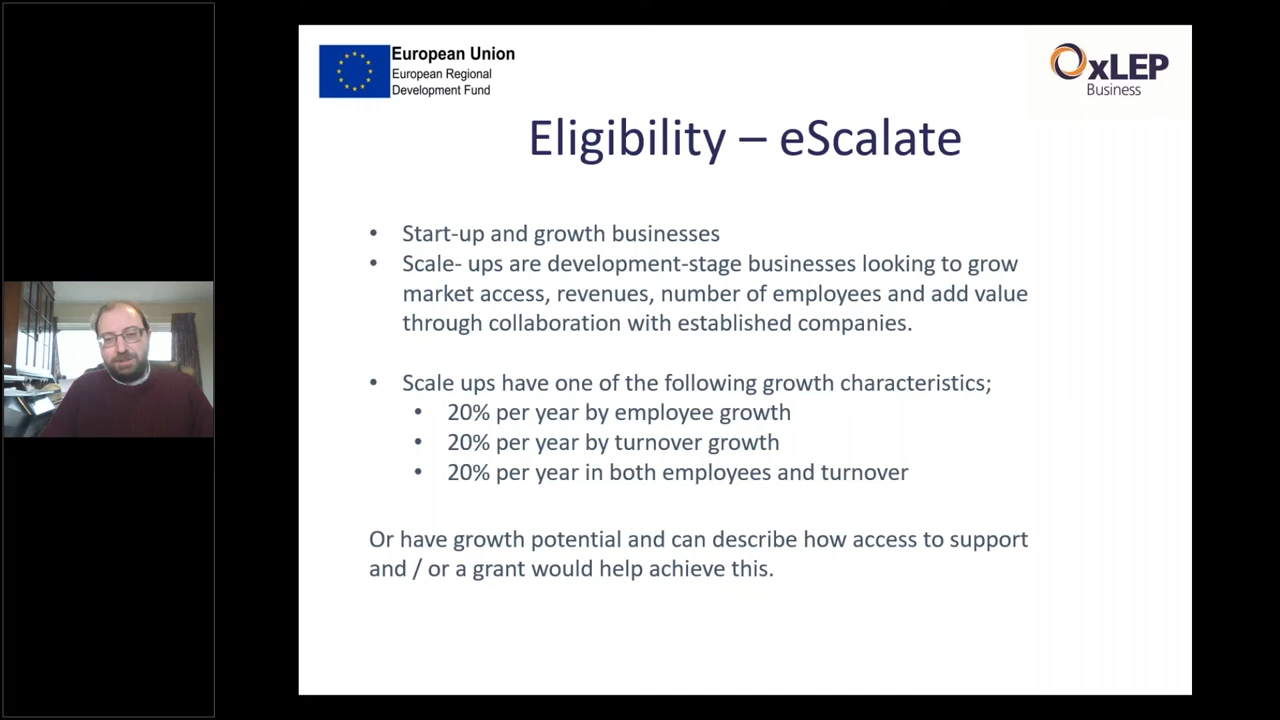 European Union
European Regional
Development Fund
OxLEP
Business
Eligibility – eScalate
• Start-up and growth businesses
• Scale- ups are development-stage businesses looking to grow
market access, revenues, number of employees and add value
through collaboration with established companies.
• Scale ups have one of the following growth characteristics;
• 20% per year by employee growth
• 20% per year by turnover growth
• 20% per year in both employees and turnover
Or have growth potential and can describe how access to support
and / or a grant would help achieve this.